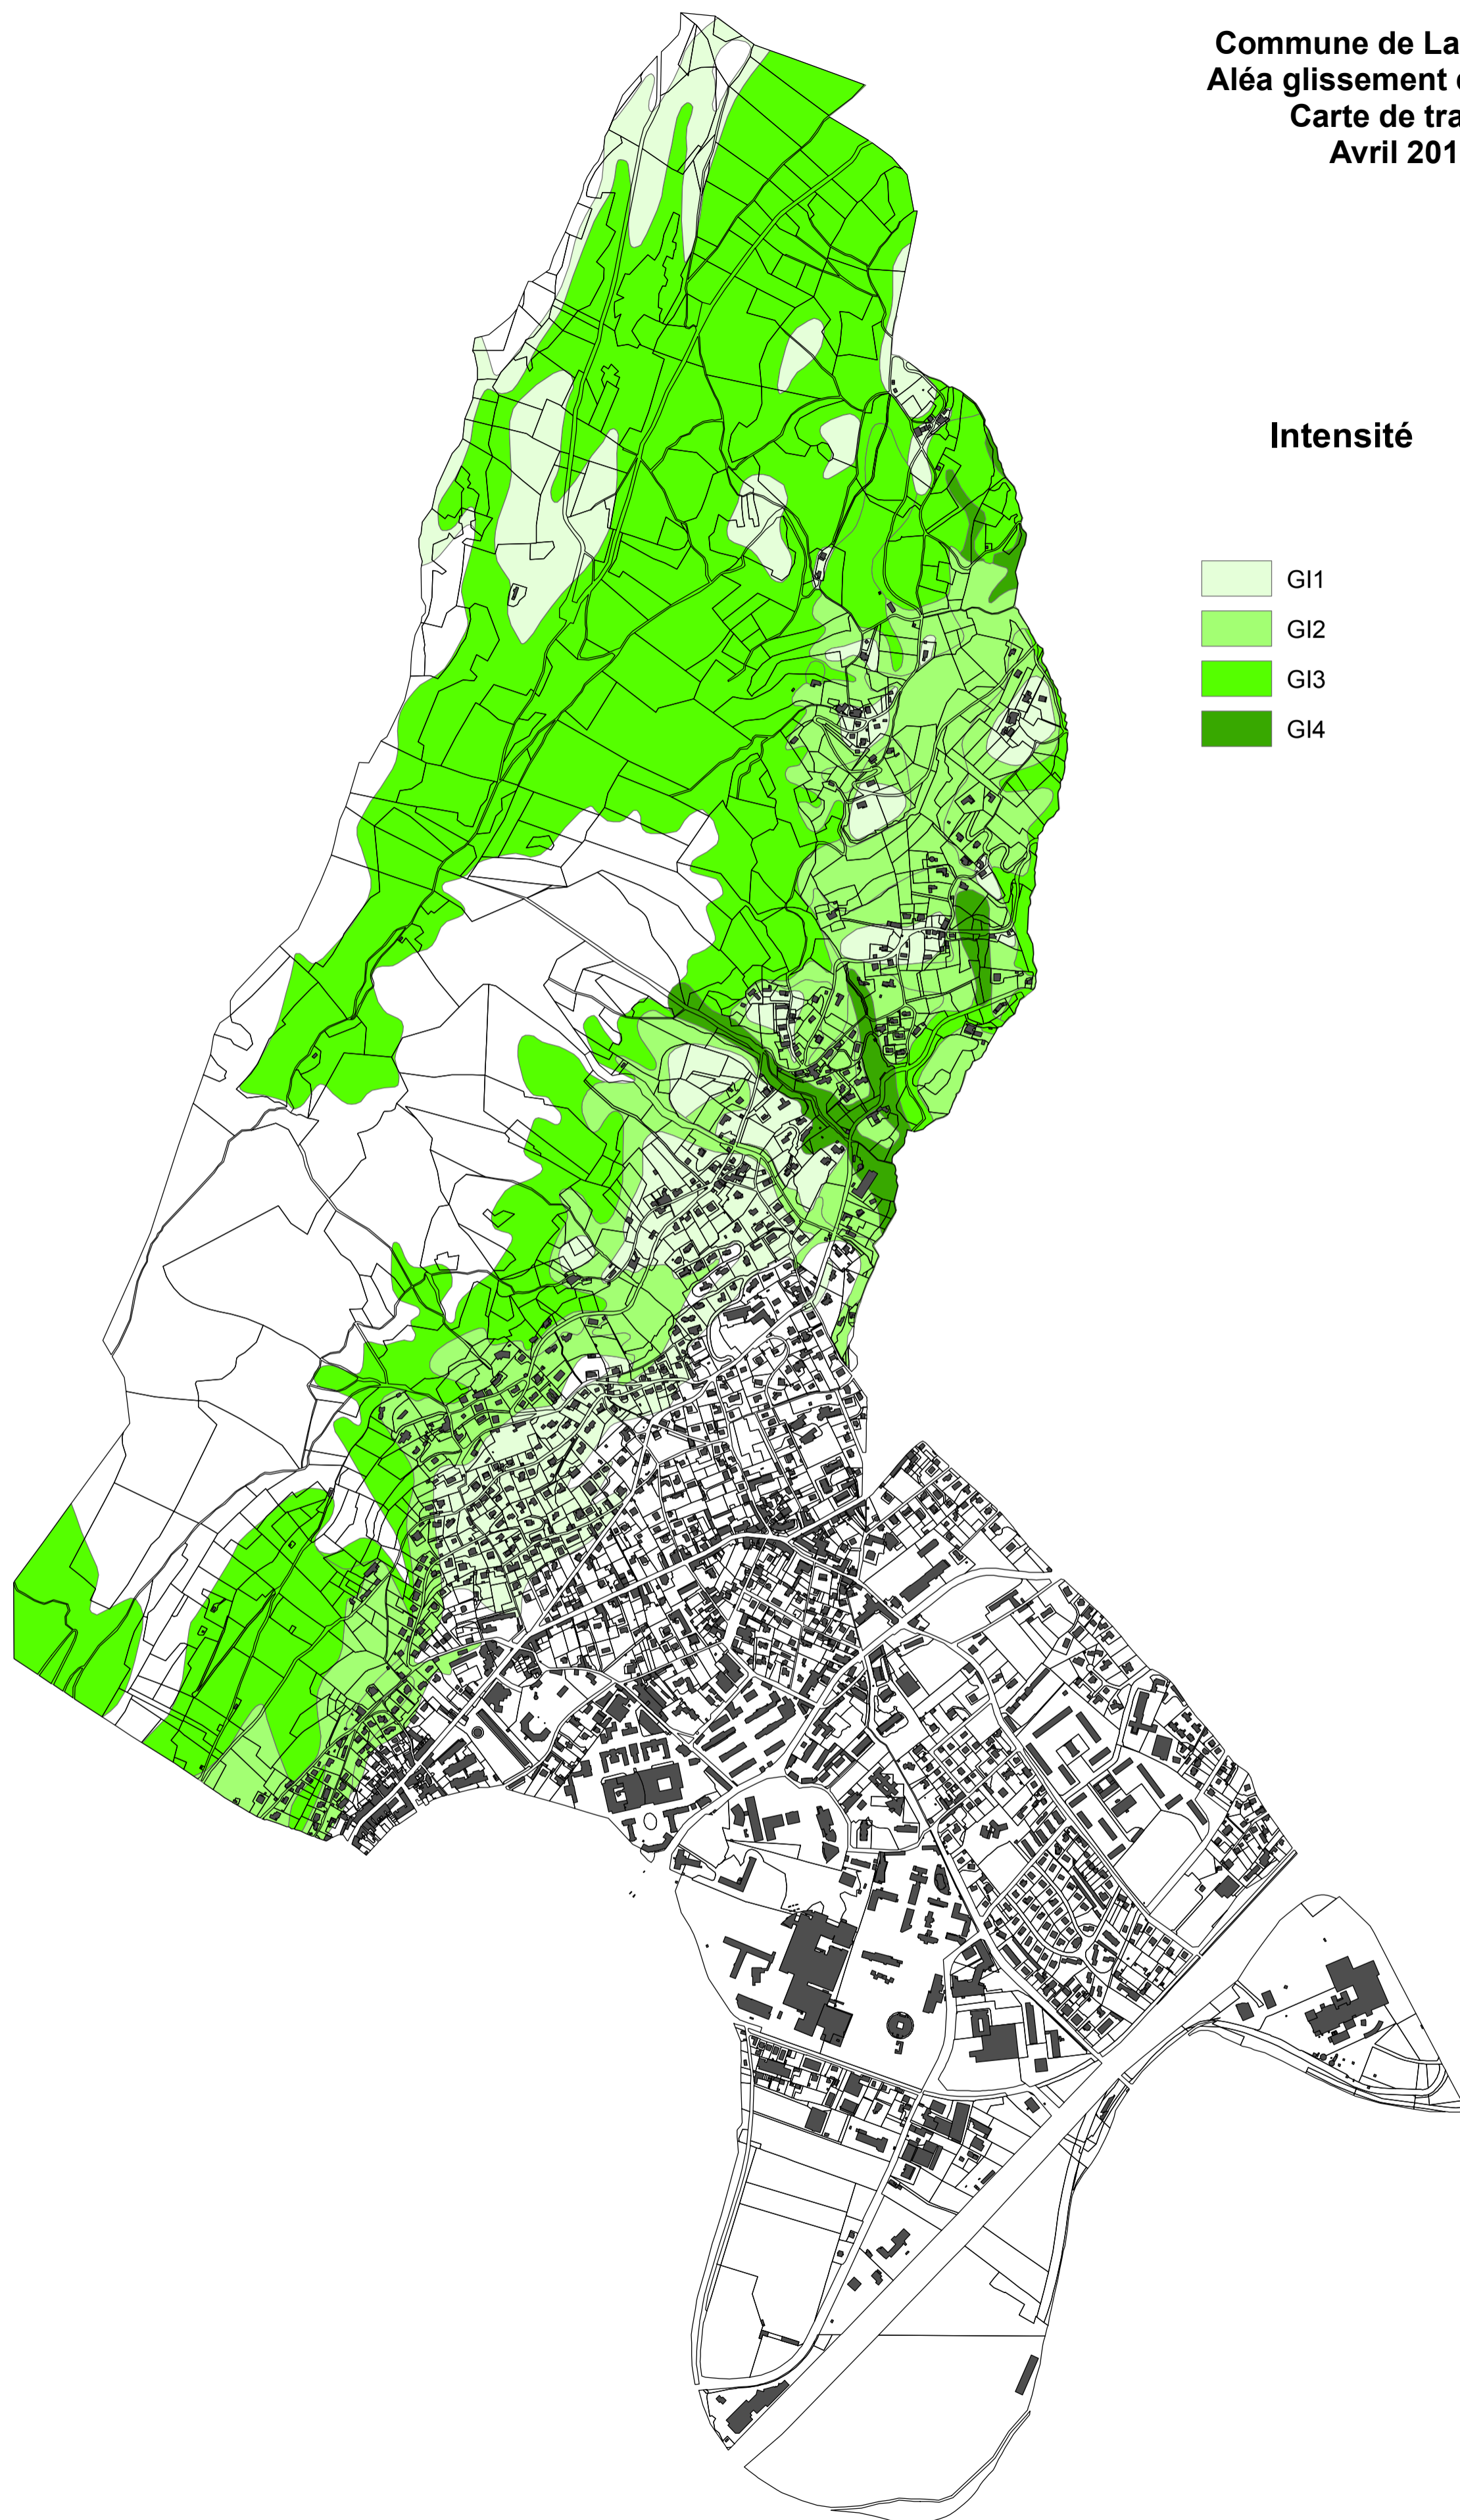 Commune de La
Aléa glissement
Carte de tra
Avril 201
Intensité
Gl1
Gl2
Gl3
Gl4